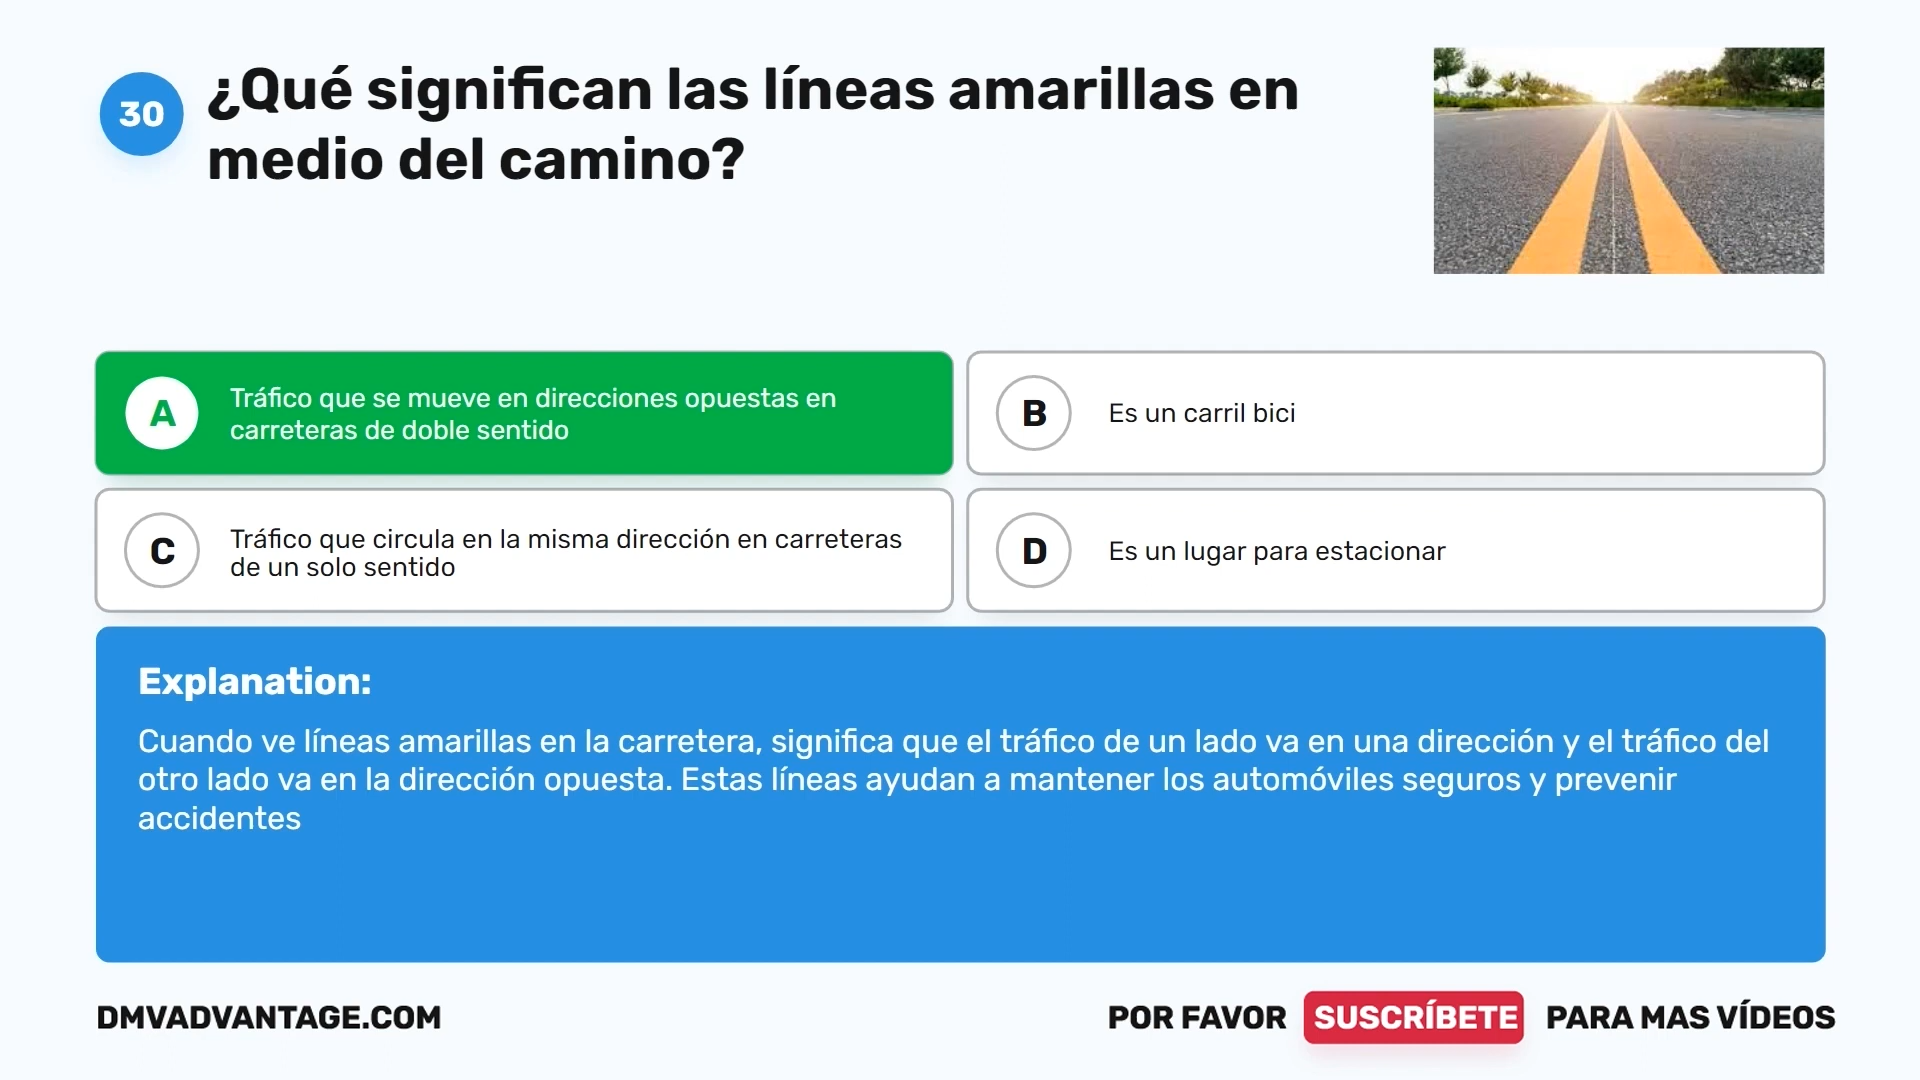 30
¿Qué significan las líneas amarillas en
medio del camino?
A
Tráfico que se mueve en direcciones opuestas en
carreteras de doble sentido
B
Es un carril bici
C
Tráfico que circula en la misma dirección en carreteras
de un solo sentido
D
Es un lugar para estacionar
Explanation:
Cuando ve líneas amarillas en la carretera, significa que el tráfico de un lado va en una dirección y el tráfico del
otro lado va en la dirección opuesta. Estas líneas ayudan a mantener los automóviles seguros y prevenir
accidentes
DMVADVANTAGE.COM
POR FAVOR SUSCRÍBETE PARA MAS VÍDEOS